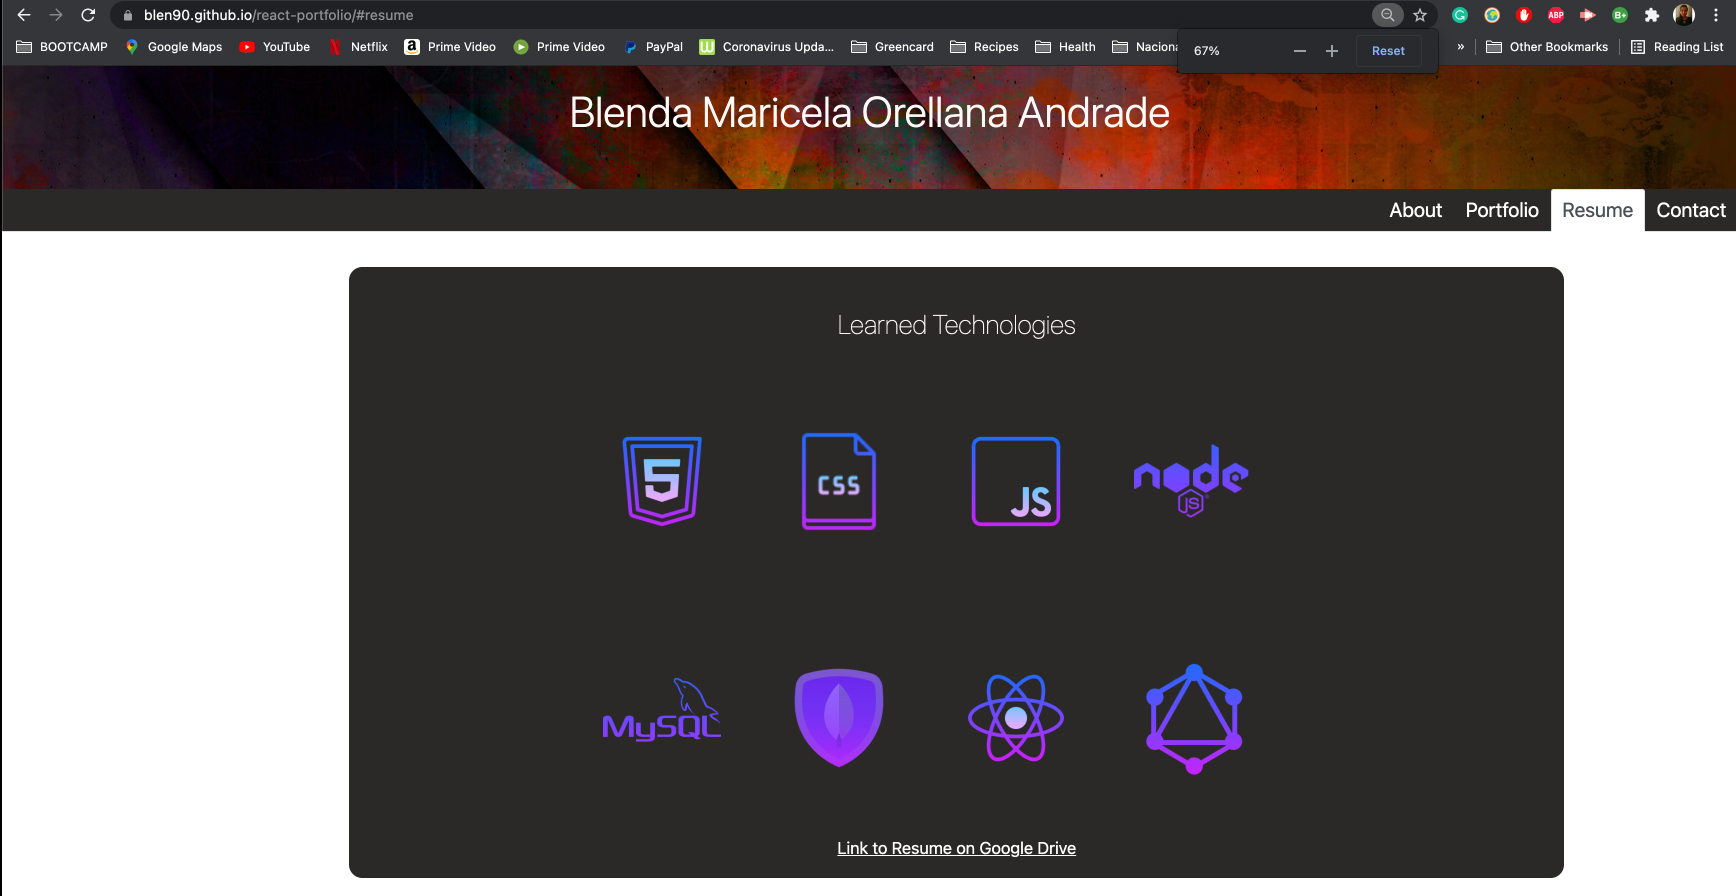 blen90.github.io/react-portfolio/#resume
ABP
B+
BOOTCAMP Google Maps YouTube Netflix Prime Video Prime Video PayPal Coronavirus Upda... Greencard Recipes Health Naciona » Other Bookmarks Reading List
67% Reset
Blenda Maricela Orellana Andrade
About Portfolio Resume Contact
Learned Technologies
5 CSS JS node JS
MySQL
Link to Resume on Google Drive